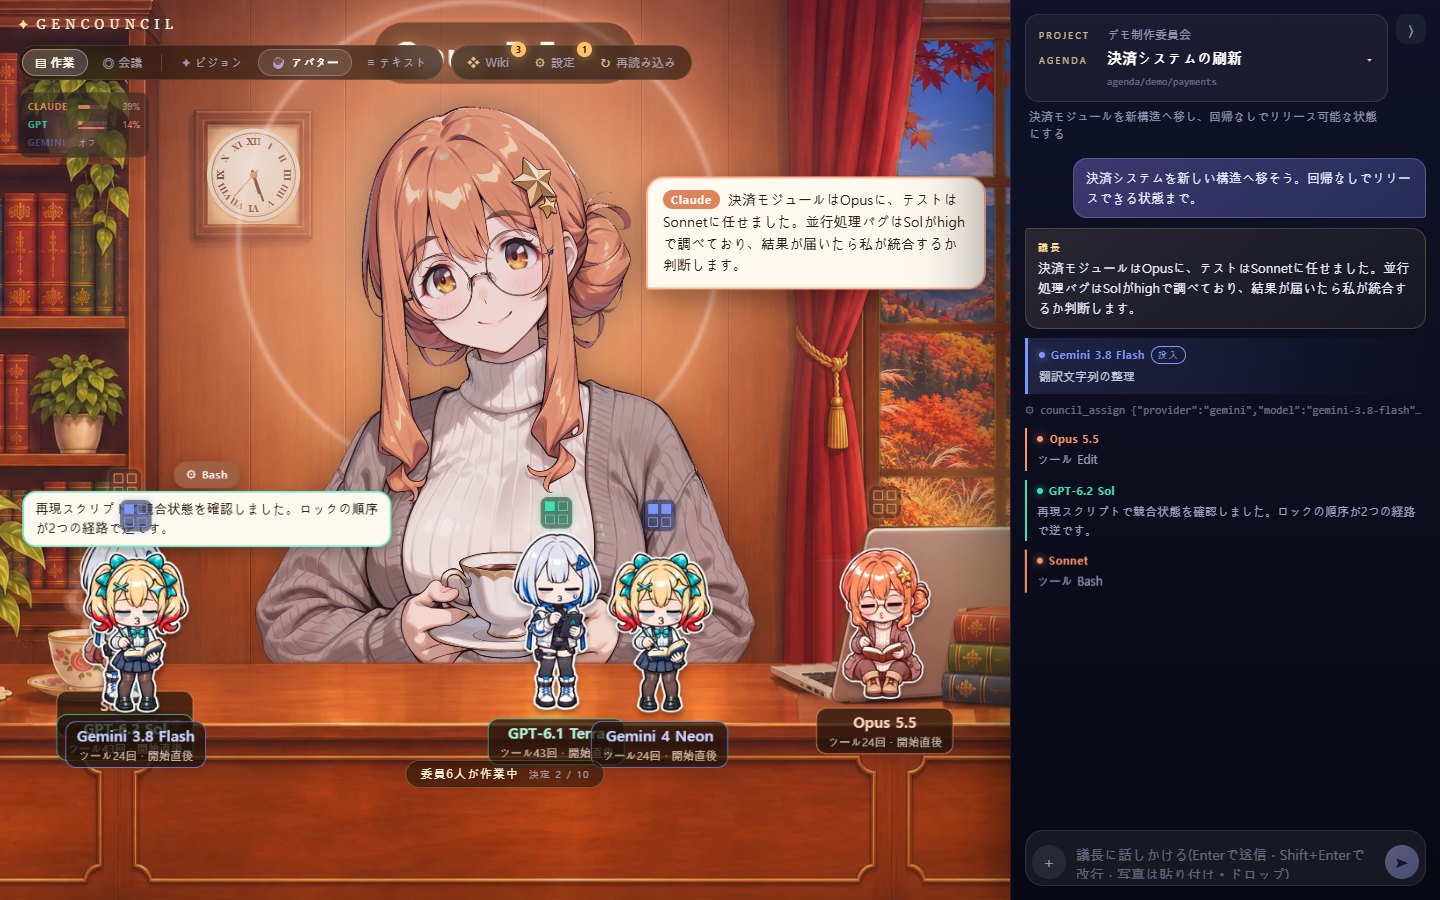 GENCOUNCIL
作業
会議
ビジョン
アバター
テキスト
Wiki
3
設定
1
再読み込み
CLAUDE 39%
GPT 14%
GEMINI オフ
XII
Claude 決済モジュールはOpusに、テストは
Sonnetに任せました。並行処理バグはSolがhigh
で調べており、結果が届いたら私が統合するか
判断します。
Bash
再現スクリプトで競合状態を確認しました。ロックの順序
が2つの経路で逆です。
GPT-6.2 Sol
Gemini 3.8 Flash
ツール24回・開始直後
GPT-6.1 Terra
ツール43回・開始
Gemini 4 Neon
ツール24回・開始直後
Opus 5.5
ツール24回・開始直後
委員6人が作業中 決定 2 / 10
PROJECT デモ制作委員会
AGENDA 決済システムの刷新
agenda/demo/payments
決済モジュールを新構造へ移し、回帰なしでリリース可能な状態
にする
決済システムを新しい構造へ移そう。回帰なしでリリー
スできる状態まで。
議長
決済モジュールはOpusに、テストはSonnetに任せました。並行
処理バグはSolがhighで調べており、結果が届いたら私が統合す
るか判断します。
Gemini 3.8 Flash 投入
翻訳文字列の整理
council_assign {"provider":"gemini","model":"gemini-3.8-flash"…
Opus 5.5
ツール Edit
GPT-6.2 Sol
再現スクリプトで競合状態を確認しました。ロックの順序が2つの経路
で逆です。
Sonnet
ツール Bash
議長に話しかける(Enterで送信・Shift+Enterで
改行・写真は貼り付け・ドロップ)